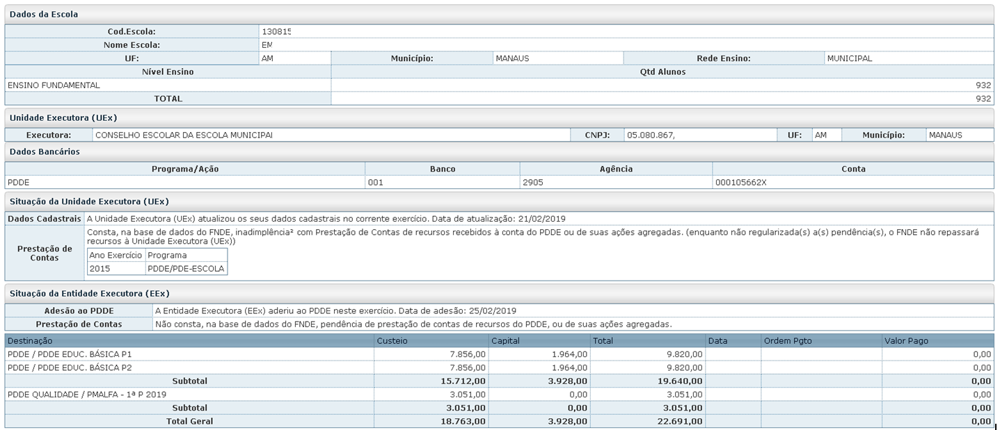 Dados da Escola
Cod.Escola: 130815
Nome Escola: EM
UF: AM Município: MANAUS Rede Ensino: MUNICIPAL
Nível Ensino Qtd Alunos
ENSINO FUNDAMENTAL 932
TOTAL 932
Unidade Executora (UEx)
Executora: CONSELHO ESCOLAR DA ESCOLA MUNICIPAL CNPJ: 05.080.867, UF: AM Município: MANAUS
Dados Bancários
Programa/Ação Banco Agência Conta
PDDE 001 2905 000105662X
Situação da Unidade Executora (UEx)
Dados Cadastrais A Unidade Executora (UEx) atualizou os seus dados cadastrais no corrente exercício. Data de atualização: 21/02/2019
Prestação de Contas
Consta, na base de dados do FNDE, inadimplência² com Prestação de Contas de recursos recebidos à conta do PDDE ou de suas ações agregadas. (enquanto não regularizada(s) a(s) pendência(s), o FNDE não repassará
recursos à Unidade Executora (UEx))
Ano Exercício Programa
2015 PDDE/PDE-ESCOLA
Situação da Entidade Executora (EEx)
Adesão ao PDDE A Entidade Executora (EEx) aderiu ao PDDE neste exercício. Data de adesão: 25/02/2019
Prestação de Contas Não consta, na base de dados do FNDE, pendência de prestação de contas de recursos do PDDE, ou de suas ações agregadas.
Destinação Custeio Capital Total Data Ordem Pgto Valor Pago
PDDE / PDDE EDUC. BÁSICA P1 7.856,00 1.964,00 9.820,00 0,00
PDDE / PDDE EDUC. BÁSICA P2 7.856,00 1.964,00 9.820,00 0,00
Subtotal 15.712,00 3.928,00 19.640,00 0,00
PDDE QUALIDADE / PMALFA - 1ª P 2019 3.051,00 0,00 3.051,00 0,00
Subtotal 3.051,00 0,00 3.051,00 0,00
Total Geral 18.763,00 3.928,00 22.691,00 0,00